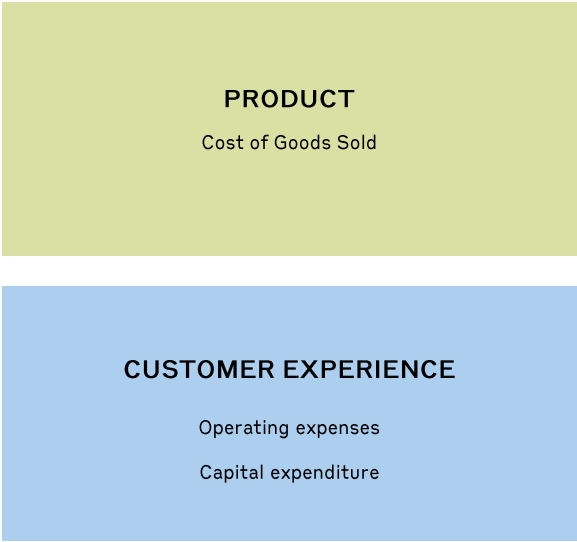 PRODUCT
Cost of Goods Sold
CUSTOMER EXPERIENCE
Operating expenses
Capital expenditure